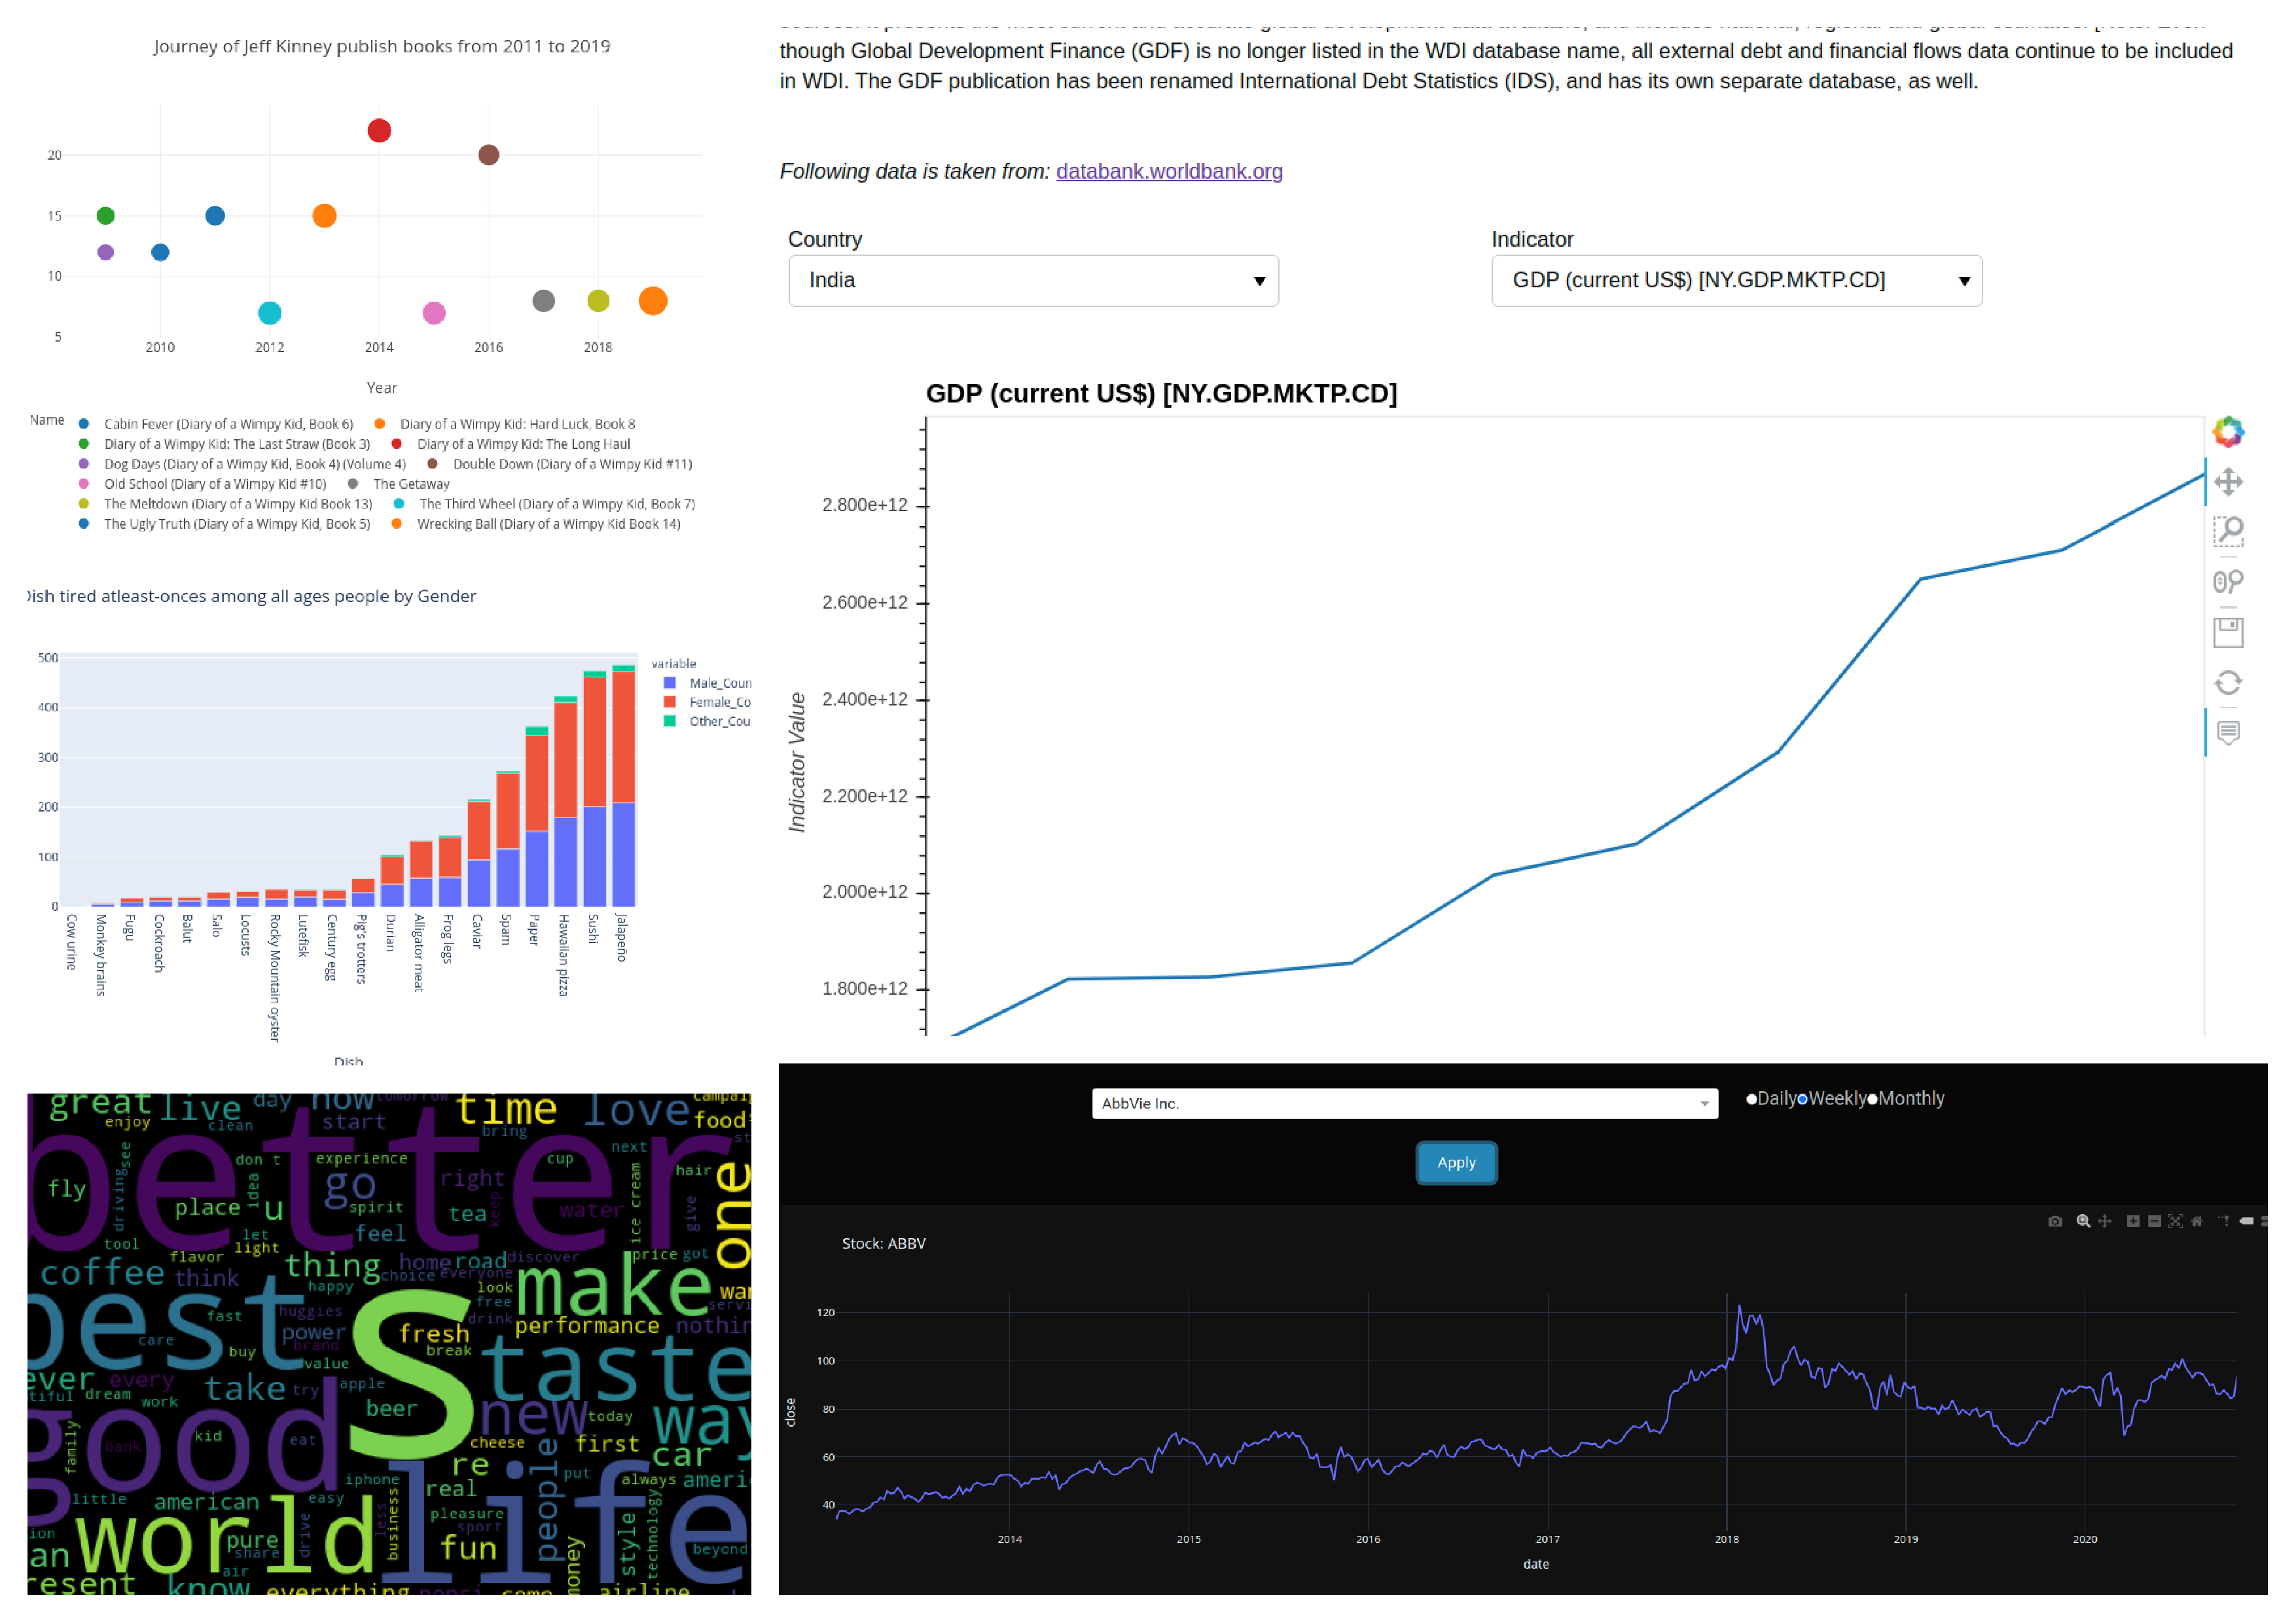 Journey of Jeff Kinney publish books from 2011 to 2019
20
15
10
5
2010 2012 2014 2016 2018
Year
Name
Cabin Fever (Diary of a Wimpy Kid, Book 6) Diary of a Wimpy Kid: Hard Luck, Book 8
Diary of a Wimpy Kid: The Last Straw (Book 3) Diary of a Wimpy Kid: The Long Haul
Dog Days (Diary of a Wimpy Kid, Book 4) (Volume 4) Double Down (Diary of a Wimpy Kid #11)
Old School (Diary of a Wimpy Kid #10) The Getaway
The Meltdown (Diary of a Wimpy Kid Book 13) The Third Wheel (Diary of a Wimpy Kid, Book 7)
The Ugly Truth (Diary of a Wimpy Kid, Book 5) Wrecking Ball (Diary of a Wimpy Kid Book 14)
though Global Development Finance (GDF) is no longer listed in the WDI database name, all external debt and financial flows data continue to be included
in WDI. The GDF publication has been renamed International Debt Statistics (IDS), and has its own separate database, as well.
Following data is taken from: databank.worldbank.org
Country
India
Indicator
GDP (current US$) [NY.GDP.MKTP.CD]
GDP (current US$) [NY.GDP.MKTP.CD]
Indicator Value
2.800e+12
2.600e+12
2.400e+12
2.200e+12
2.000e+12
1.800e+12
Dish tired atleast-onces among all ages people by Gender
500
400
300
200
100
0
variable
Male_Coun
Female_Co
Other_Cou
Cow urine
Monkey brains
Fugu
Cockroach
Balut
Salo
Locusts
Rocky Mountain oyster
Lutefisk
Century egg
Pig's trotters
Durian
Alligator meat
Frog legs
Caviar
Spam
Paper
Hawaiian pizza
Sushi
Jalapeño
Dish
great
live
day
now
tomorrow
time
love
campai
food
enjoy
clean
start
bring
st
better
next
see
don t
experience
cup
hair
one
fly
driving
idea
go
right
ice cream
place
u
spirit
tea
keep
water
give
let
feel
tool
light
flavor
thing
home
road
discover
price
got
coffee
think
choice
everyone
happy
look
make
wa
best
fast
huggies
s
free
servi
care
power
fresh
drink
performance
nothin
buy
brand
break
value
taste
ever
every
take
try
apple
tiful
dream
work
beer
new
today
way
good
family
bank
kid
eat
cheese
first
car
re
people
iphone
put
always
ameri
little
american
easy
less
business
real
life
pleasure
sport
style
technology
ion
world
pure
share
drive
fun
money
beyond
an
air
resent
know
everything
pepsi
come
airline
AbbVie Inc.
Daily Weekly Monthly
Apply
Stock: ABBV
close
120
100
80
60
40
2014 2015 2016 2017 2018 2019 2020
date